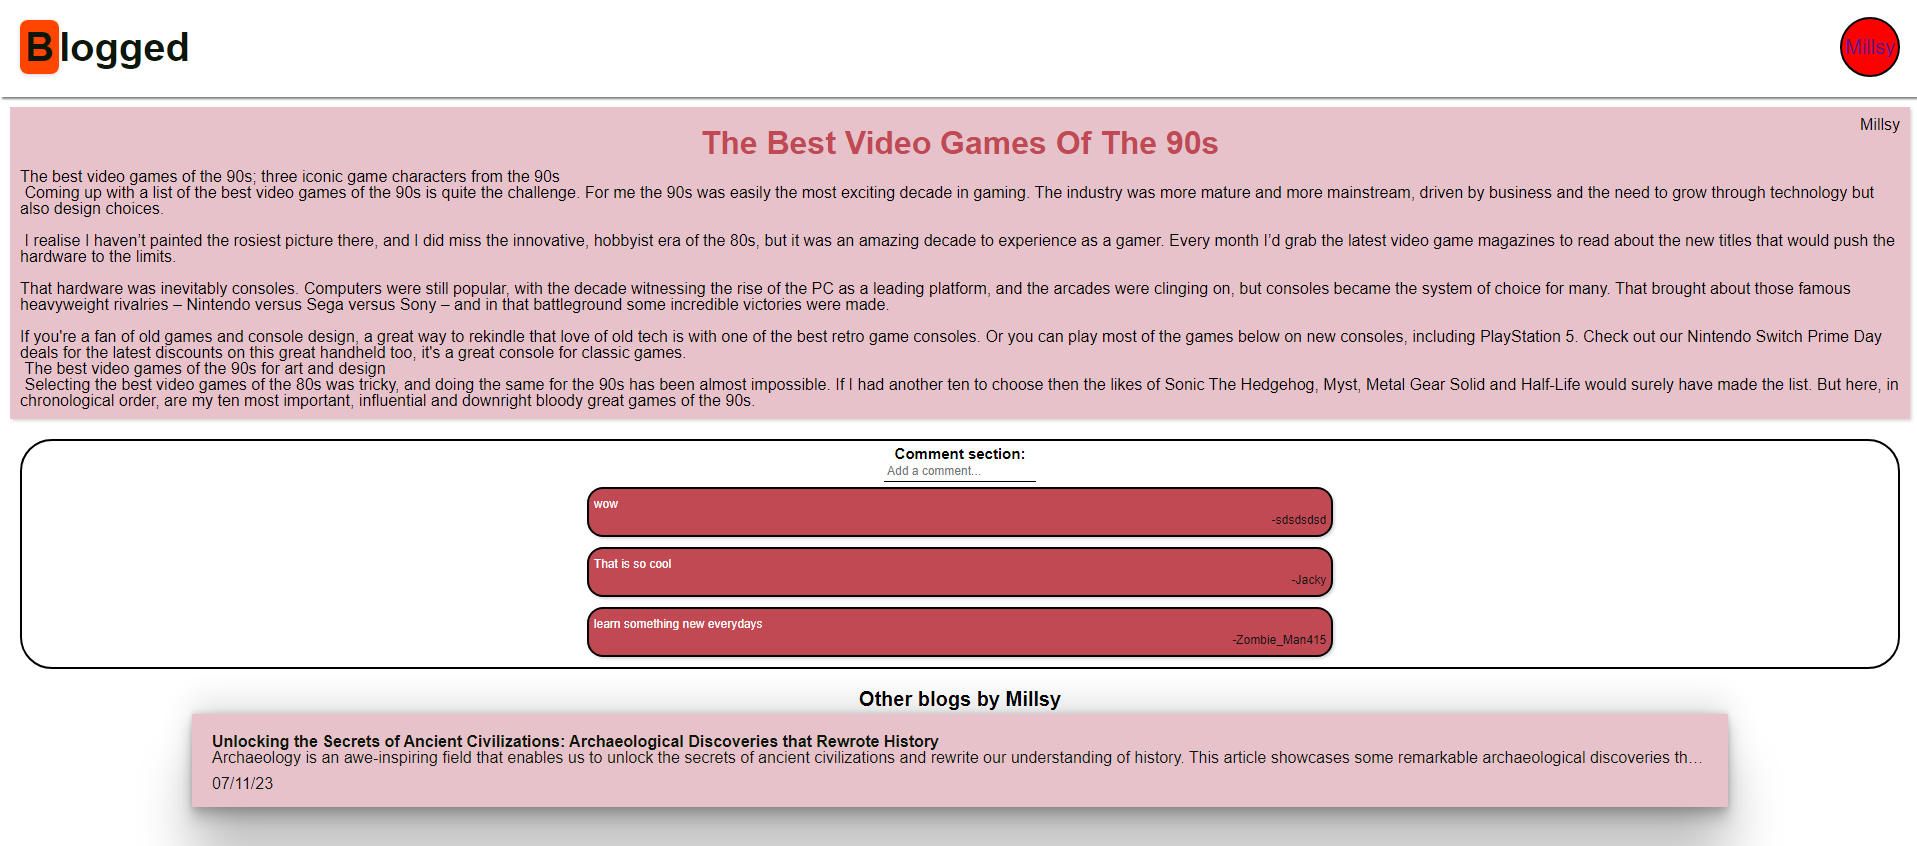 Blogged
Millsy
Millsy
The Best Video Games Of The 90s
The best video games of the 90s; three iconic game characters from the 90s
Coming up with a list of the best video games of the 90s is quite the challenge. For me the 90s was easily the most exciting decade in gaming. The industry was more mature and more mainstream, driven by business and the need to grow through technology but
also design choices.
I realise I haven’t painted the rosiest picture there, and I did miss the innovative, hobbyist era of the 80s, but it was an amazing decade to experience as a gamer. Every month I’d grab the latest video game magazines to read about the new titles that would push the
hardware to the limits.
That hardware was inevitably consoles. Computers were still popular, with the decade witnessing the rise of the PC as a leading platform, and the arcades were clinging on, but consoles became the system of choice for many. That brought about those famous
heavyweight rivalries – Nintendo versus Sega versus Sony – and in that battleground some incredible victories were made.
If you're a fan of old games and console design, a great way to rekindle that love of old tech is with one of the best retro game consoles. Or you can play most of the games below on new consoles, including PlayStation 5. Check out our Nintendo Switch Prime Day
deals for the latest discounts on this great handheld too, it's a great console for classic games.
The best video games of the 90s for art and design
Selecting the best video games of the 80s was tricky, and doing the same for the 90s has been almost impossible. If I had another ten to choose then the likes of Sonic The Hedgehog, Myst, Metal Gear Solid and Half-Life would surely have made the list. But here, in
chronological order, are my ten most important, influential and downright bloody great games of the 90s.
Comment section:
Add a comment...
wow
-sdsdsdsd
That is so cool
-Jacky
learn something new everydays
-Zombie_Man415
Other blogs by Millsy
Unlocking the Secrets of Ancient Civilizations: Archaeological Discoveries that Rewrote History
Archaeology is an awe-inspiring field that enables us to unlock the secrets of ancient civilizations and rewrite our understanding of history. This article showcases some remarkable archaeological discoveries th…
07/11/23